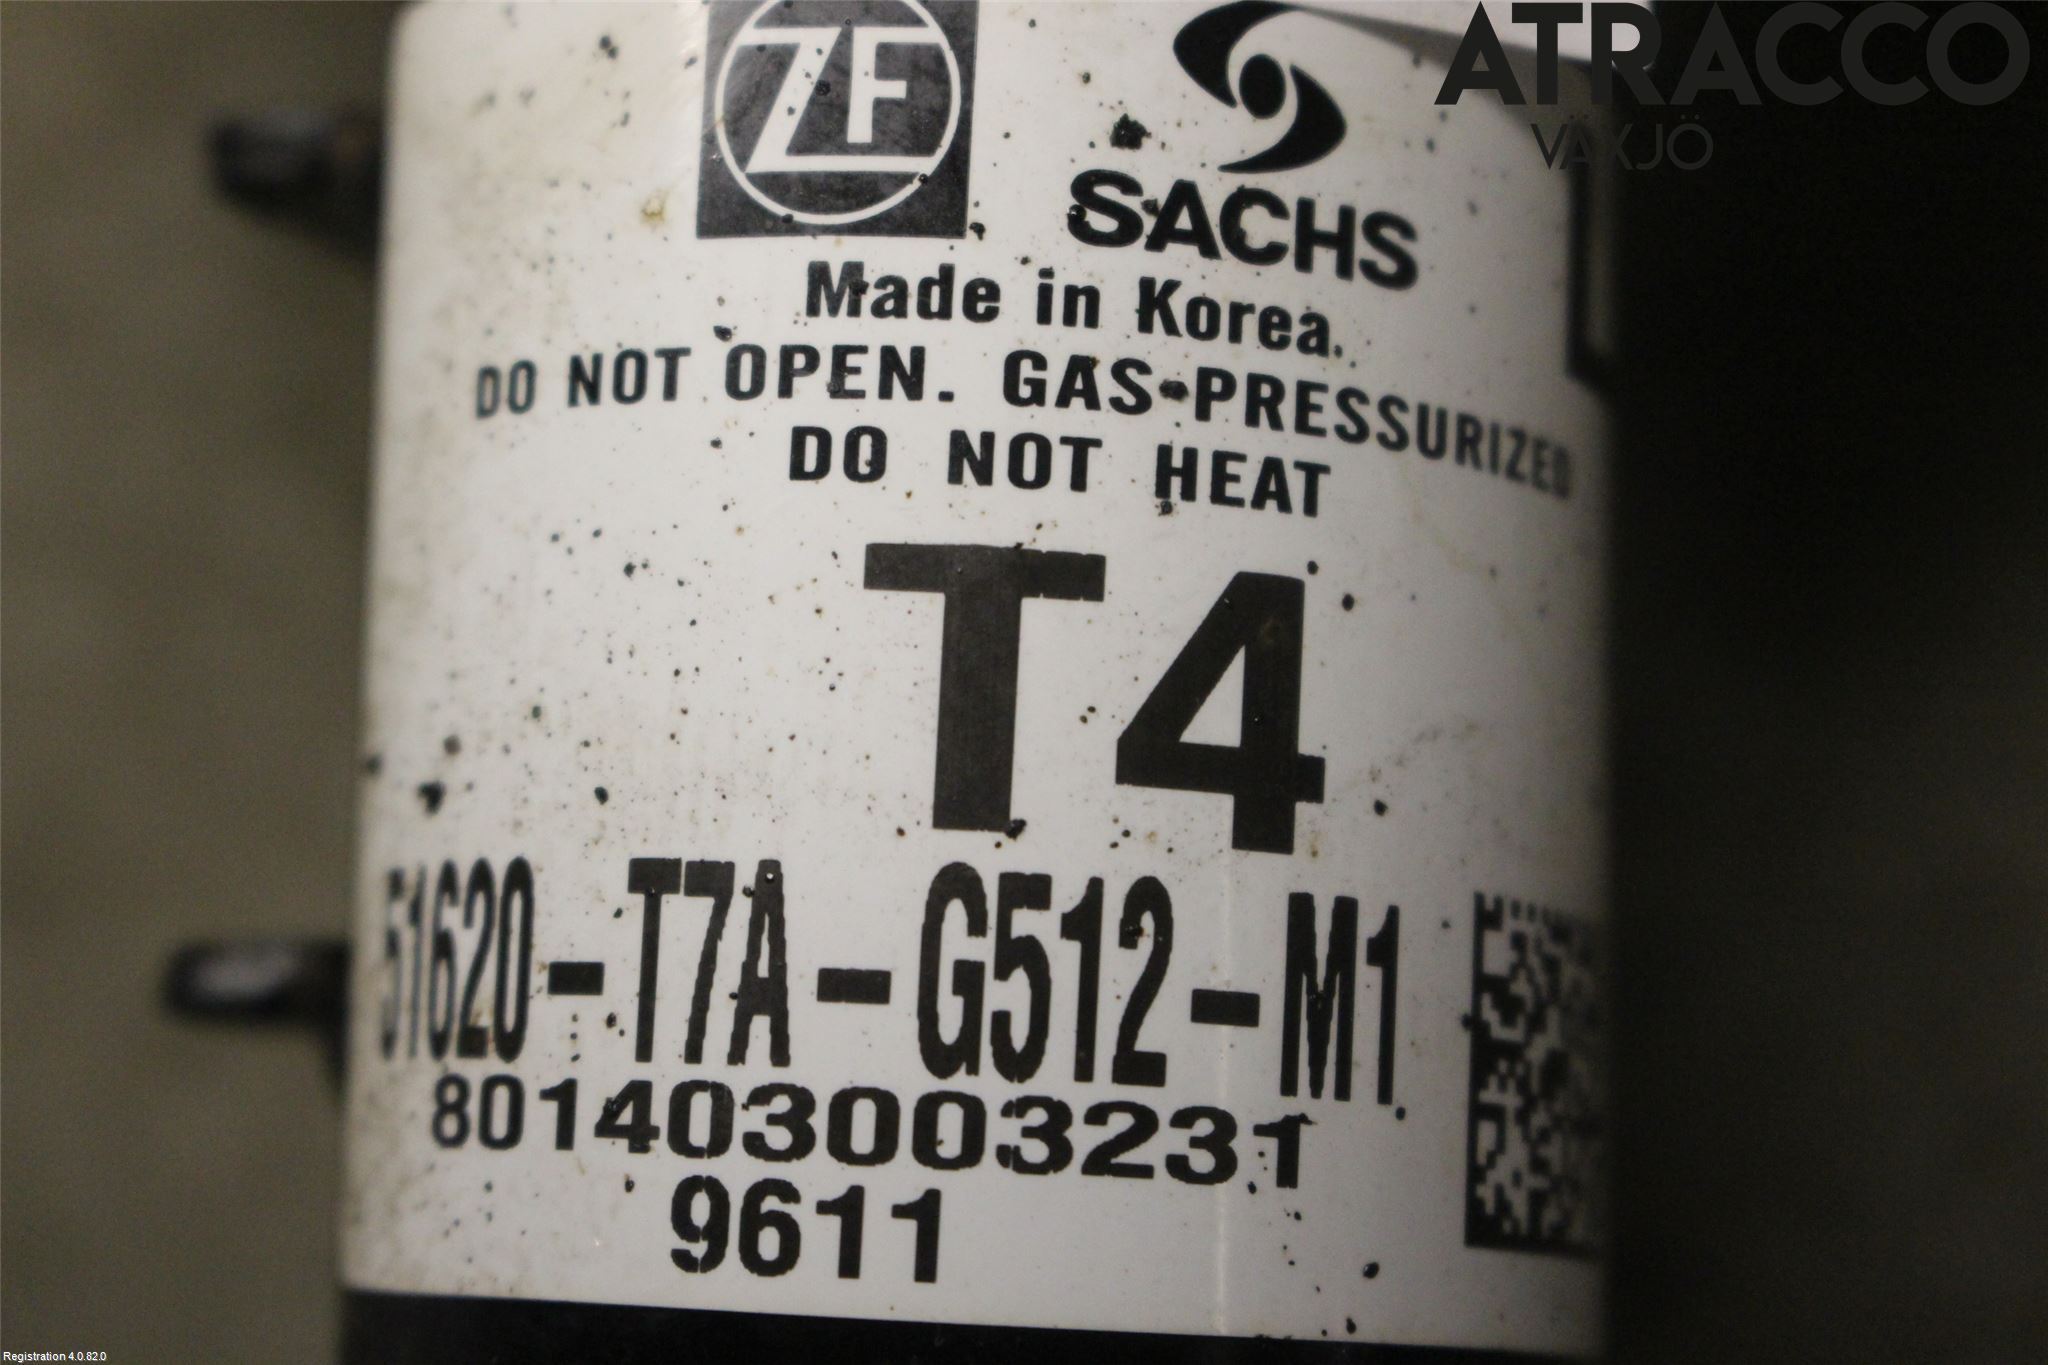 ATRACCO
VÄXJÖ
ZF
SACHS
Made in Korea.
DO NOT OPEN. GAS-PRESSURIZED
DO NOT HEAT
T4
51620-T7A-G512-M1
801403003231
9611
Registration 4.0.82.0